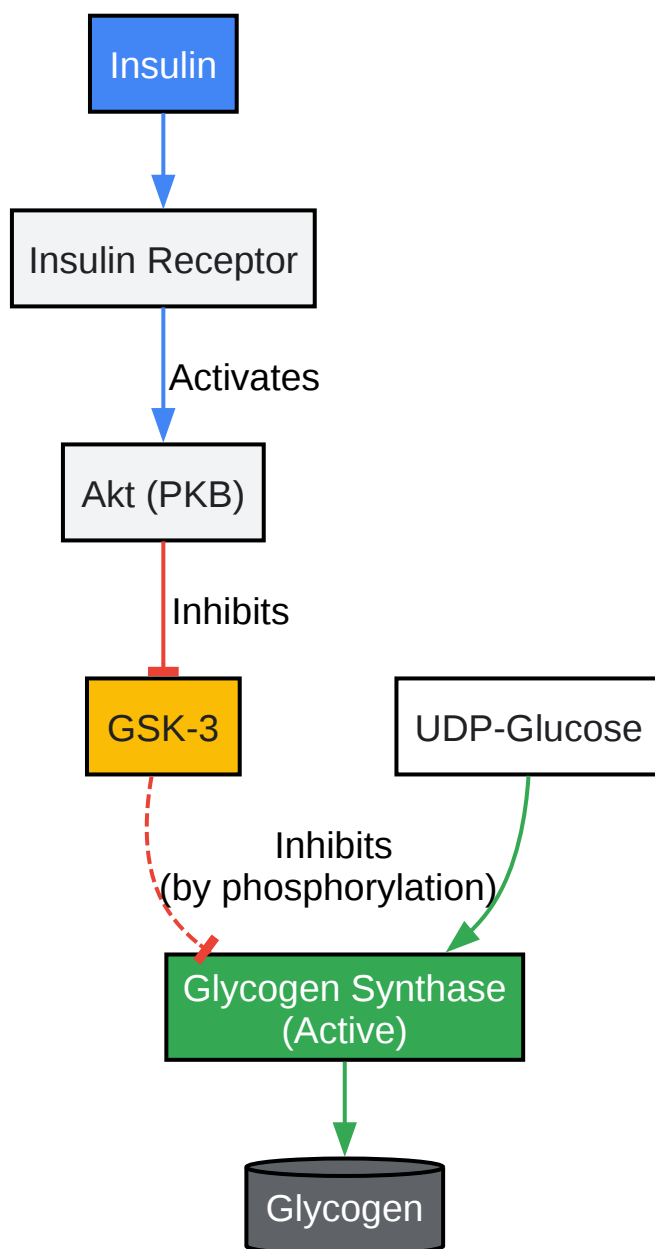 Insulin
Insulin Receptor
Activates
Akt (PKB)
Inhibits
GSK-3
UDP-Glucose
Inhibits
(by phosphorylation)
Glycogen Synthase
(Active)
Glycogen